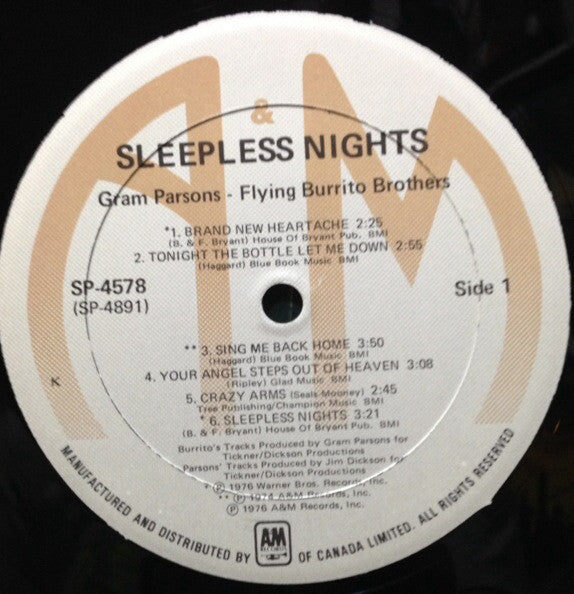 &
SLEEPLESS NIGHTS
Gram Parsons - Flying Burrito Brothers
*1. BRAND NEW HEARTACHE 2:25
(B. & F. Bryant) House Of Bryant Pub. BMI
2. TONIGHT THE BOTTLE LET ME DOWN 2:55
(Haggard) Blue Book Music BMI
SP-4578
(SP-4891)
Side 1
** 3. SING ME BACK HOME 3:50
(Haggard) Blue Book Music BMI
4. YOUR ANGEL STEPS OUT OF HEAVEN 3:08
(Ripley) Glad Music BMI
5. CRAZY ARMS (Seals-Mooney) 2:45
Tree Publishing/Champion Music BMI
* 6. SLEEPLESS NIGHTS 3:21
(B. & F. Bryant) House Of Bryant Pub. BMI
K
Burrito's Tracks Produced by Gram Parsons for
Tickner/Dickson Productions
Parsons' Tracks Produced by Jim Dickson for
Tickner/Dickson Productions
* Ⓟ 1976 Warner Bros. Records, Inc.
** Ⓟ 1974 A&M Records, Inc.
Ⓟ 1976 A&M Records, Inc.
MANUFACTURED AND DISTRIBUTED BY A&M RECORDS OF CANADA LIMITED. ALL RIGHTS RESERVED